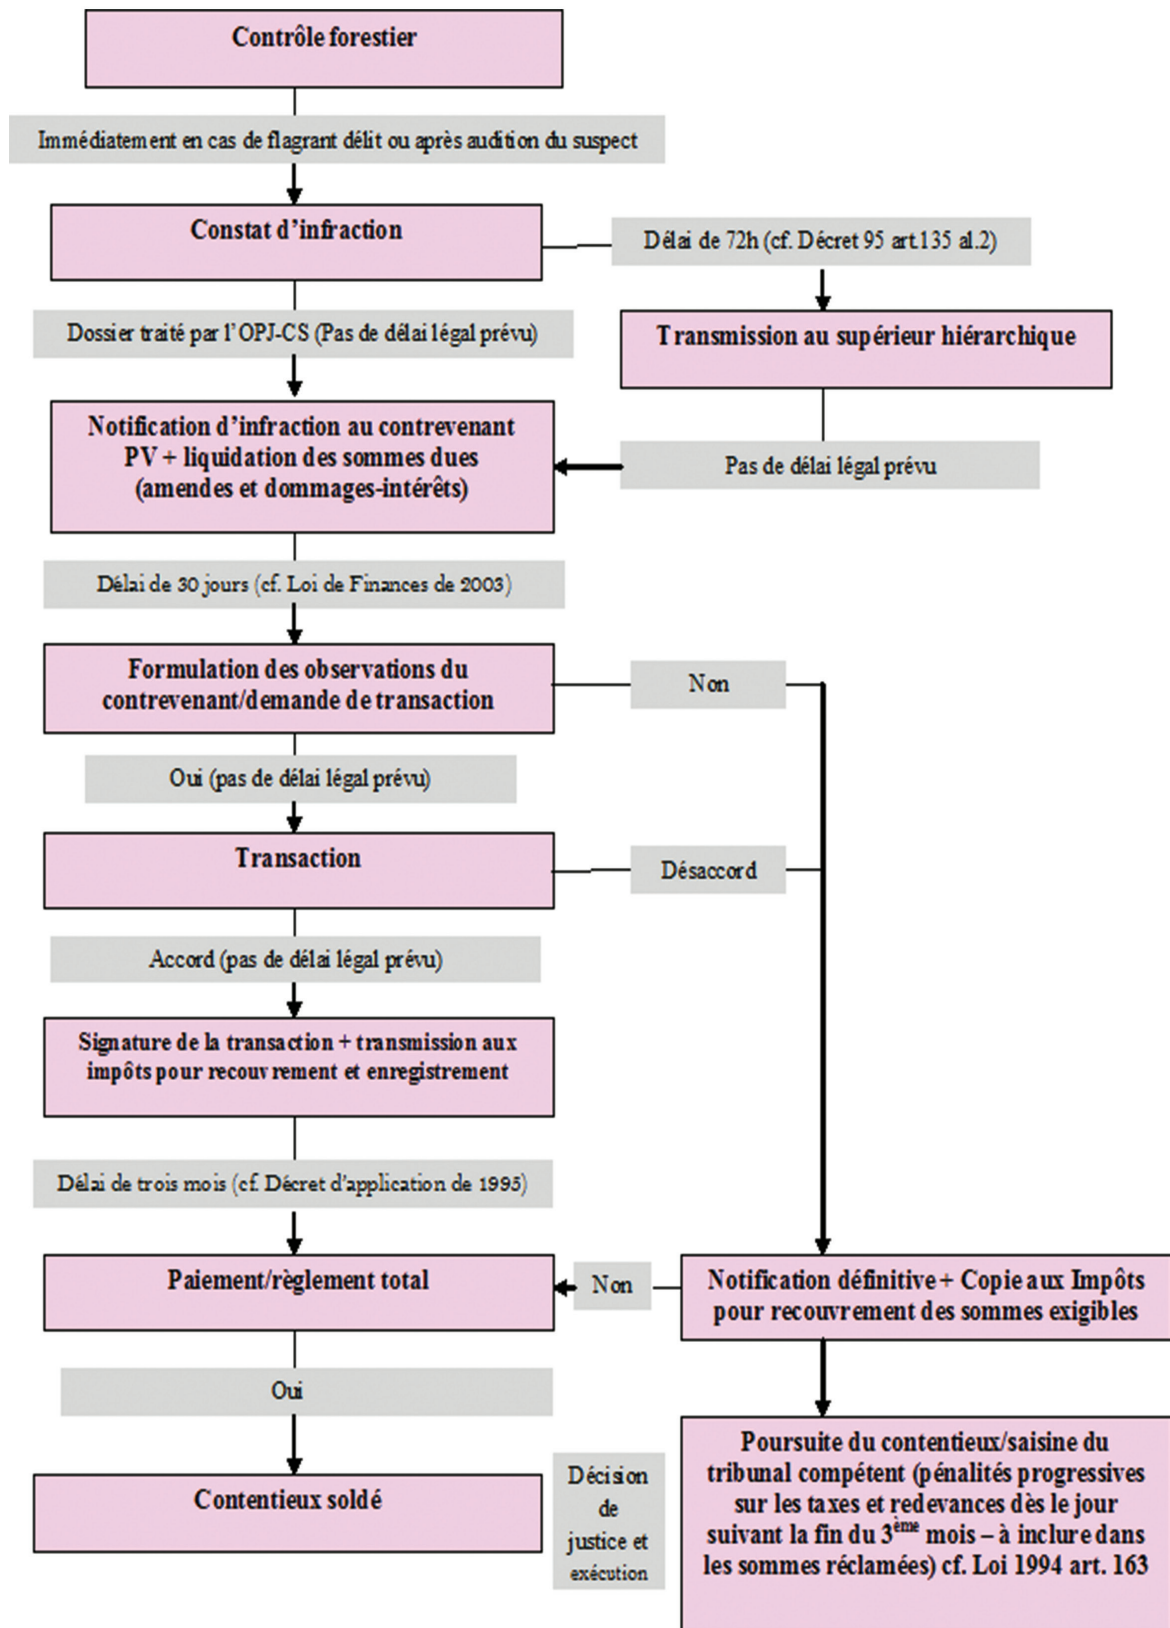 Contrôle forestier
Immédiatement en cas de flagrant délit ou après audition du suspect
Constat d'infraction
Délai de 72h (cf. Décret 95 art.135 al.2)
Dossier traité par l'OPJ-CS (Pas de délai légal prévu)
Transmission au supérieur hiérarchique
Notification d'infraction au contrevenant
PV + liquidation des sommes dues
(amendes et dommages-intérêts)
Pas de délai légal prévu
Délai de 30 jours (cf. Loi de Finances de 2003)
Formulation des observations du
contrevenant/demande de transaction
Non
Oui (pas de délai légal prévu)
Transaction
Désaccord
Accord (pas de délai légal prévu)
Signature de la transaction + transmission aux
impôts pour recouvrement et enregistrement
Délai de trois mois (cf. Décret d'application de 1995)
Paiement/règlement total
Non
Notification définitive + Copie aux Impôts
pour recouvrement des sommes exigibles
Oui
Contentieux soldé
Décision
de
justice et
exécution
Poursuite du contentieux/saisine du
tribunal compétent (pénalités progressives
sur les taxes et redevances dès le jour
suivant la fin du 3ème mois – à inclure dans
les sommes réclamées) cf. Loi 1994 art. 163